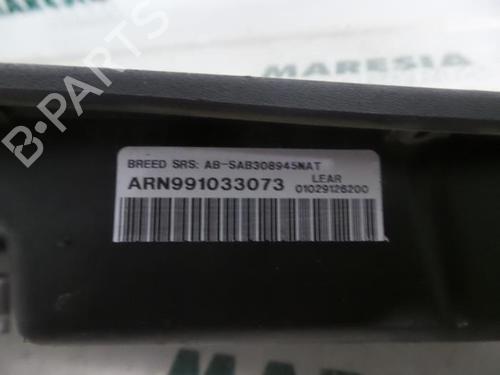 MARESIA
B-PARTS
BREED SRS: AB-SAB308945NAT
ARN991033073
LEAR
01029126200